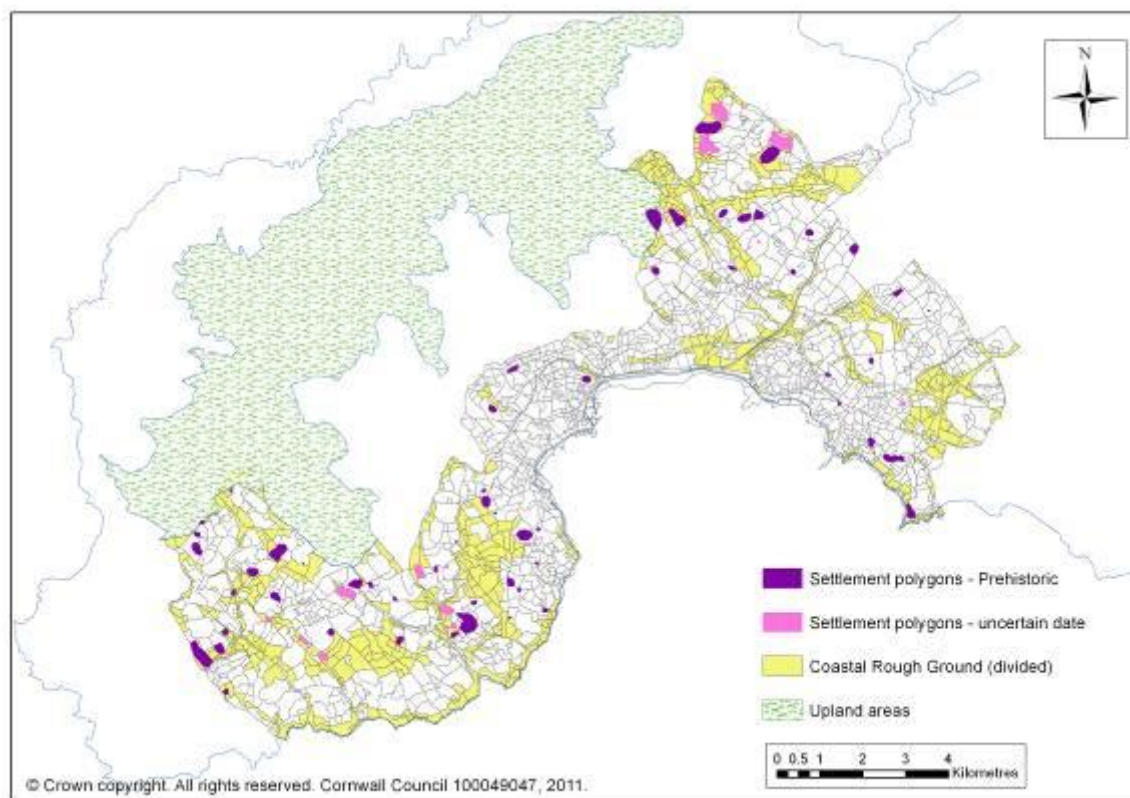 N
Settlement polygons - Prehistoric
Settlement polygons - uncertain date
Coastal Rough Ground (divided)
Upland areas
0 0.5 1 2 3 4
Kilometres
© Crown copyright. All rights reserved. Cornwall Council 100049047, 2011.